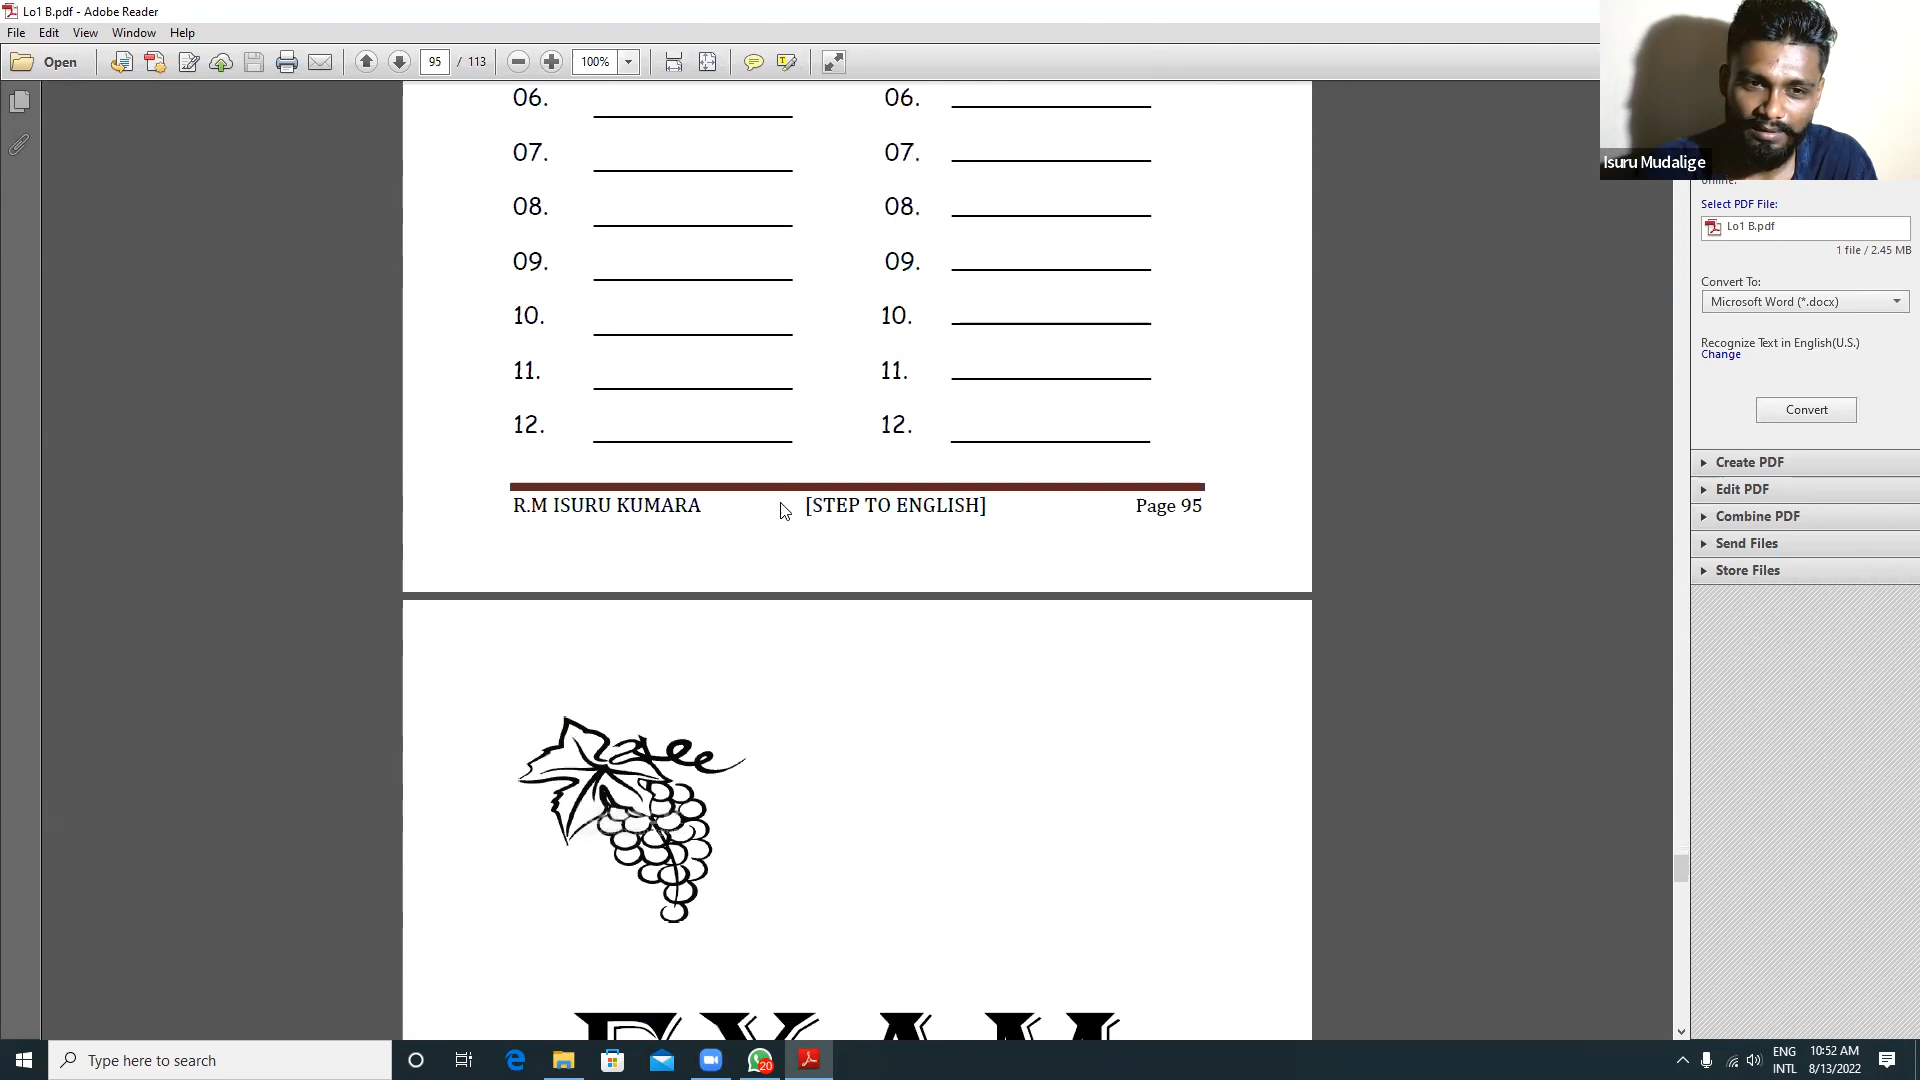 Lo1 B.pdf - Adobe Reader
File Edit View Window Help
Open 95 / 113 100%
Isuru Mudalige
Select PDF File:
Lo1 B.pdf
1 file / 2.45 MB
Convert To:
Microsoft Word (*.docx)
Recognize Text in English(U.S.)
Change
Convert
Create PDF
Edit PDF
Combine PDF
Send Files
Store Files
06. 06.
07. 07.
08. 08.
09. 09.
10. 10.
11. 11.
12. 12.
R.M ISURU KUMARA [STEP TO ENGLISH] Page 95
Type here to search
20
ENG
INTL
10:52 AM
8/13/2022